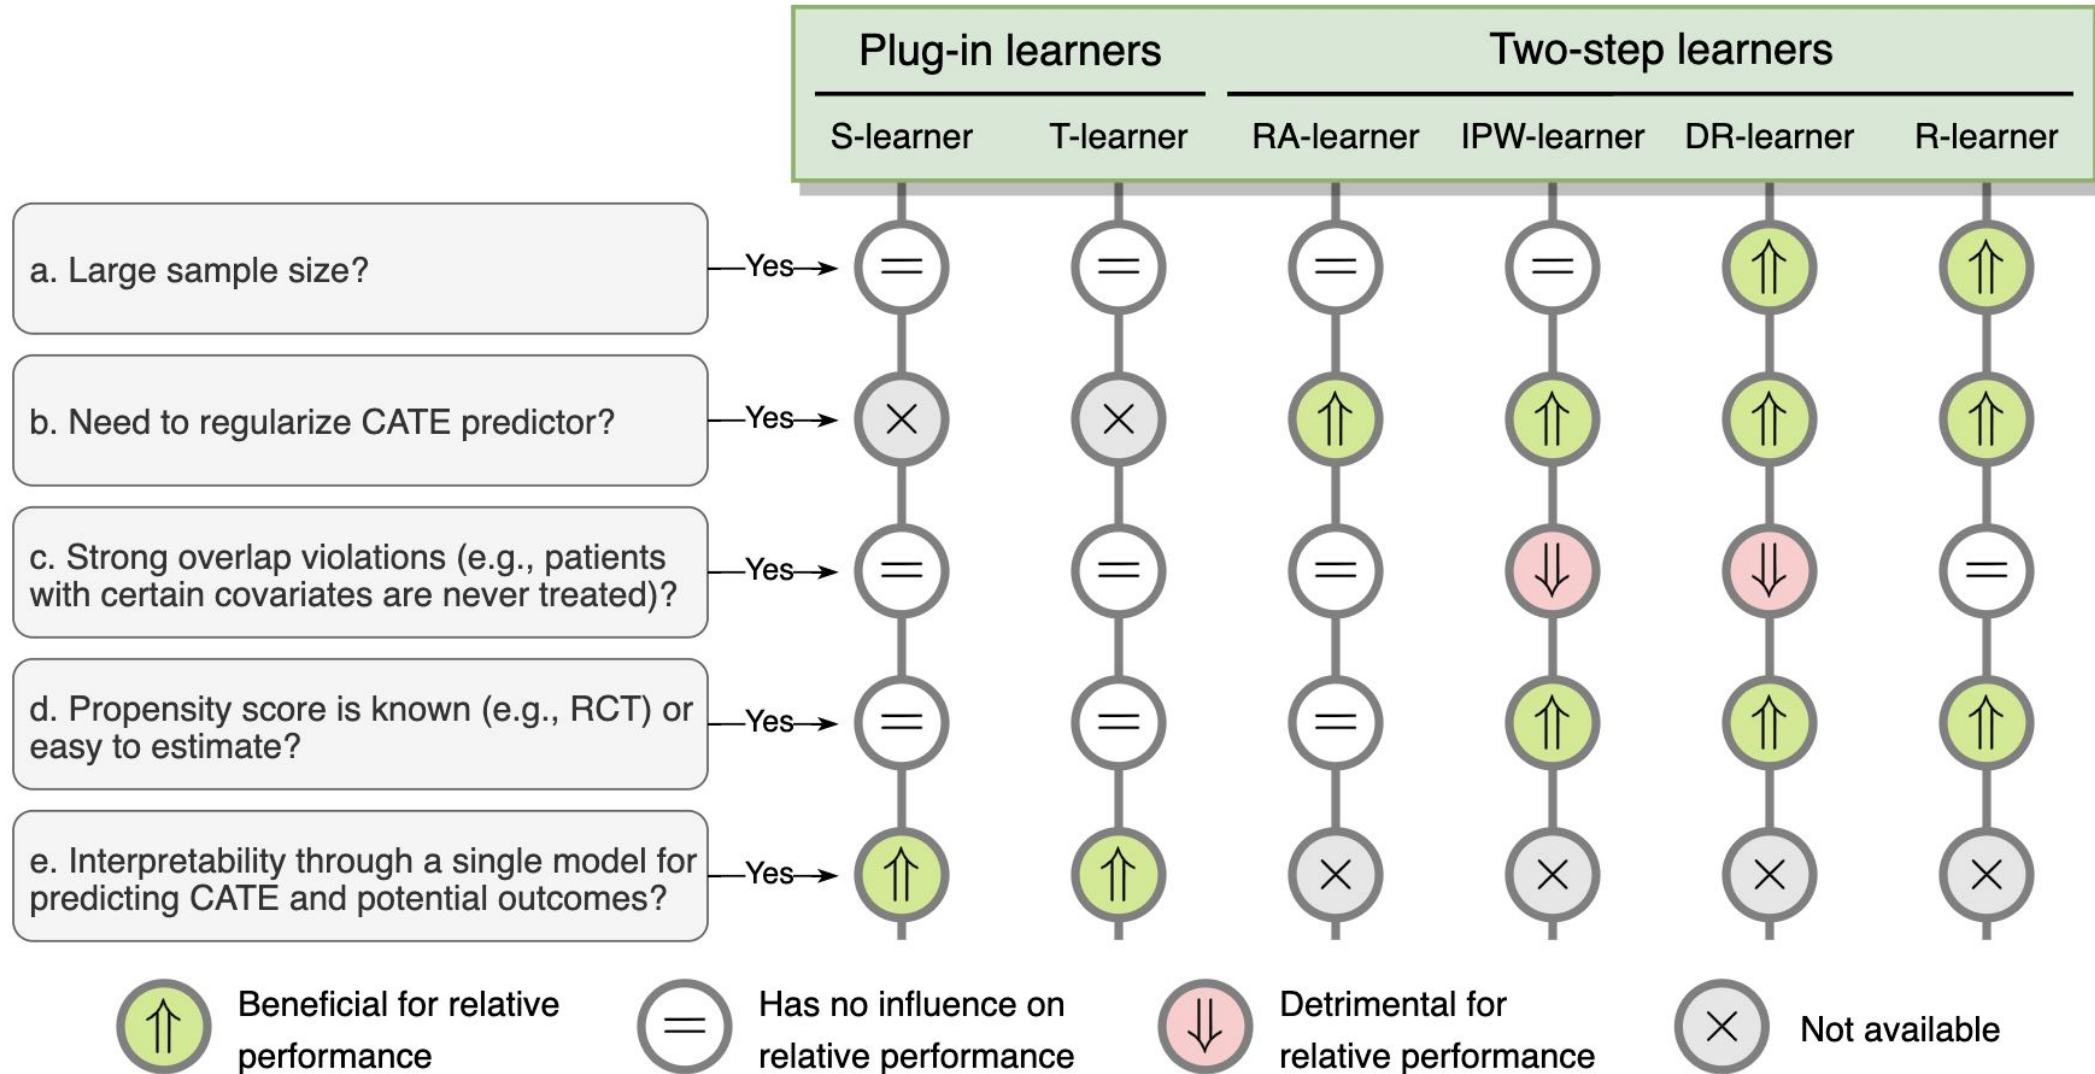 Plug-in learners
Two-step learners
S-learner
T-learner
RA-learner
IPW-learner
DR-learner
R-learner
a. Large sample size?
Yes
=
=
=
=
⇑
⇑
b. Need to regularize CATE predictor?
Yes
×
×
⇑
⇑
⇑
⇑
c. Strong overlap violations (e.g., patients
with certain covariates are never treated)?
Yes
=
=
=
⇓
⇓
=
d. Propensity score is known (e.g., RCT) or
easy to estimate?
Yes
=
=
=
⇑
⇑
⇑
e. Interpretability through a single model for
predicting CATE and potential outcomes?
Yes
⇑
⇑
×
×
×
×
⇑
Beneficial for relative
performance
=
Has no influence on
relative performance
⇓
Detrimental for
relative performance
×
Not available